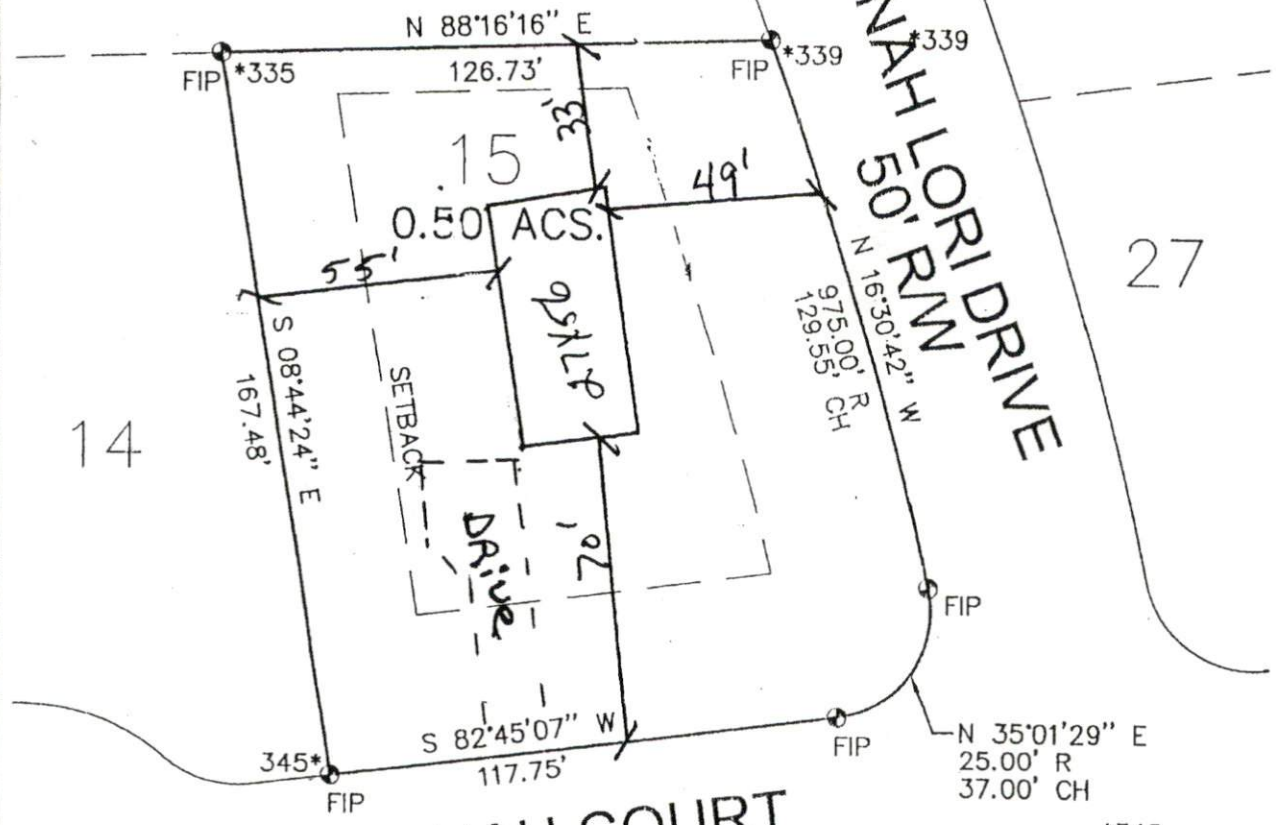 N 88°16'16" E
126.73'
FIP *335
FIP *339
*339
NAH LORI DRIVE
50' R/W
33'
15
0.50 ACS.
49'
55'
27X56
27
14
N 16°30'42" W
975.00' R
129.55' CH
S 08°44'24" E
167.48'
SETBACK
DRive
70'
FIP
FIP
N 35°01'29" E
25.00' R
37.00' CH
S 82°45'07" W
117.75'
345*
FIP
COURT